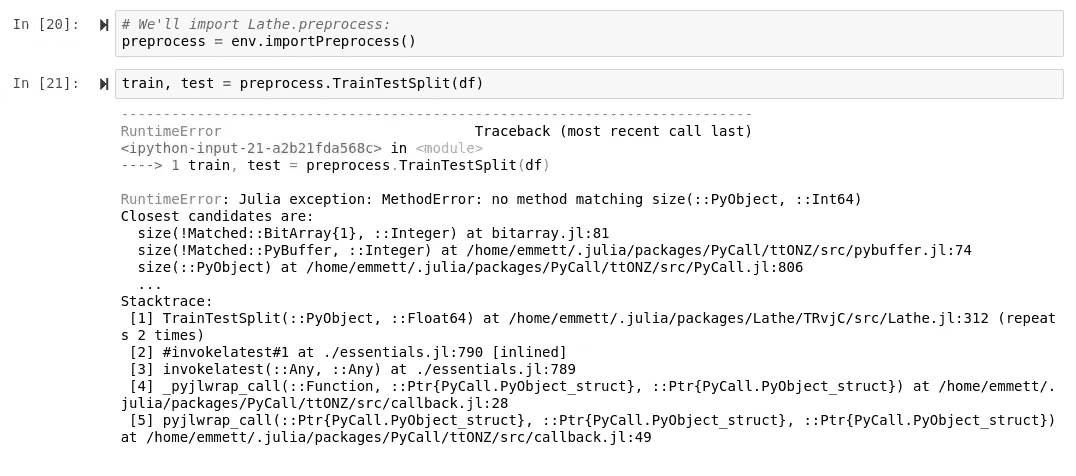 In [20]:
# We'll import Lathe.preprocess:
preprocess = env.importPreprocess()
In [21]:
train, test = preprocess.TrainTestSplit(df)
---------------------------------------------------------------------------
RuntimeError                              Traceback (most recent call last)
<ipython-input-21-a2b21fda568c> in <module>
----> 1 train, test = preprocess.TrainTestSplit(df)
RuntimeError: Julia exception: MethodError: no method matching size(::PyObject, ::Int64)
Closest candidates are:
  size(!Matched::BitArray{1}, ::Integer) at bitarray.jl:81
  size(!Matched::PyBuffer, ::Integer) at /home/emmett/.julia/packages/PyCall/ttONZ/src/pybuffer.jl:74
  size(::PyObject) at /home/emmett/.julia/packages/PyCall/ttONZ/src/PyCall.jl:806
  ...
Stacktrace:
 [1] TrainTestSplit(::PyObject, ::Float64) at /home/emmett/.julia/packages/Lathe/TRvjC/src/Lathe.jl:312 (repeat
s 2 times)
 [2] #invokelatest#1 at ./essentials.jl:790 [inlined]
 [3] invokelatest(::Any, ::Any) at ./essentials.jl:789
 [4] _pyjlwrap_call(::Function, ::Ptr{PyCall.PyObject_struct}, ::Ptr{PyCall.PyObject_struct}) at /home/emmett/.
julia/packages/PyCall/ttONZ/src/callback.jl:28
 [5] pyjlwrap_call(::Ptr{PyCall.PyObject_struct}, ::Ptr{PyCall.PyObject_struct}, ::Ptr{PyCall.PyObject_struct})
at /home/emmett/.julia/packages/PyCall/ttONZ/src/callback.jl:49